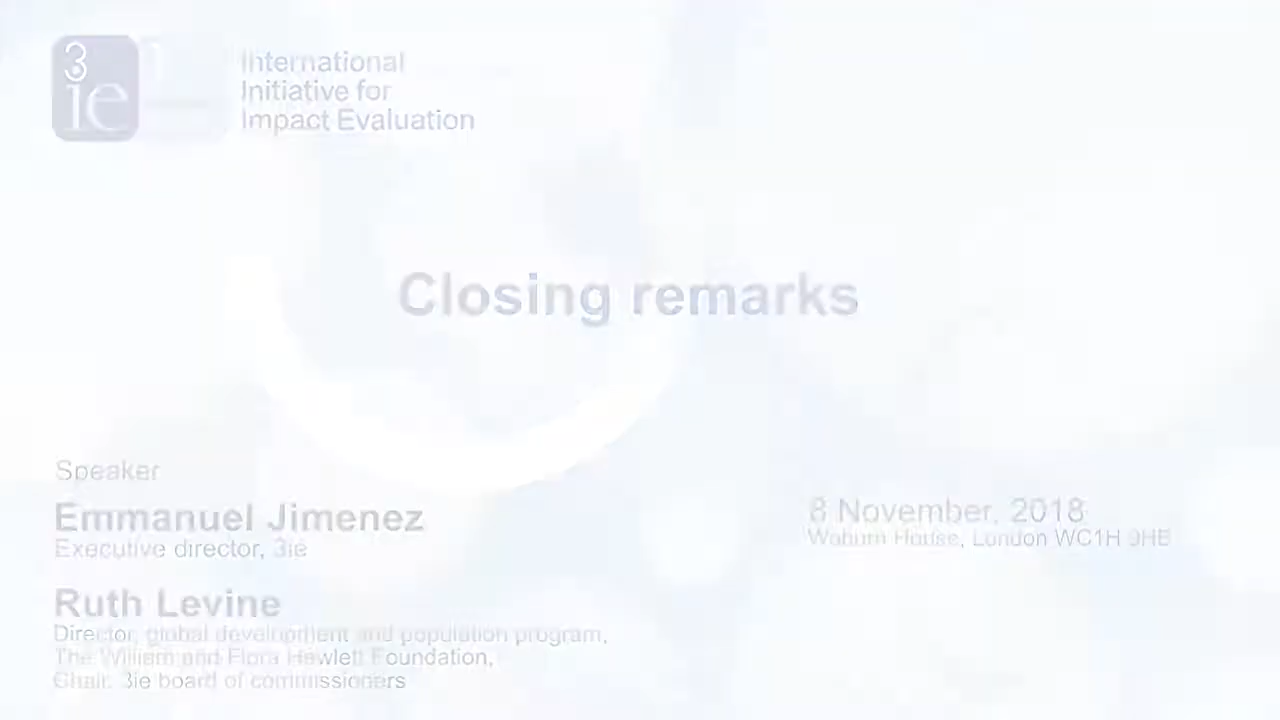 3
ie
International
Initiative for
Impact Evaluation
Closing remarks
Speaker
Emmanuel Jimenez
Executive director, 3ie
8 November, 2018
Woburn House, London WC1H 9HB
Ruth Levine
Director, global development and population program,
The William and Flora Hewlett Foundation,
Chair, 3ie board of commissioners